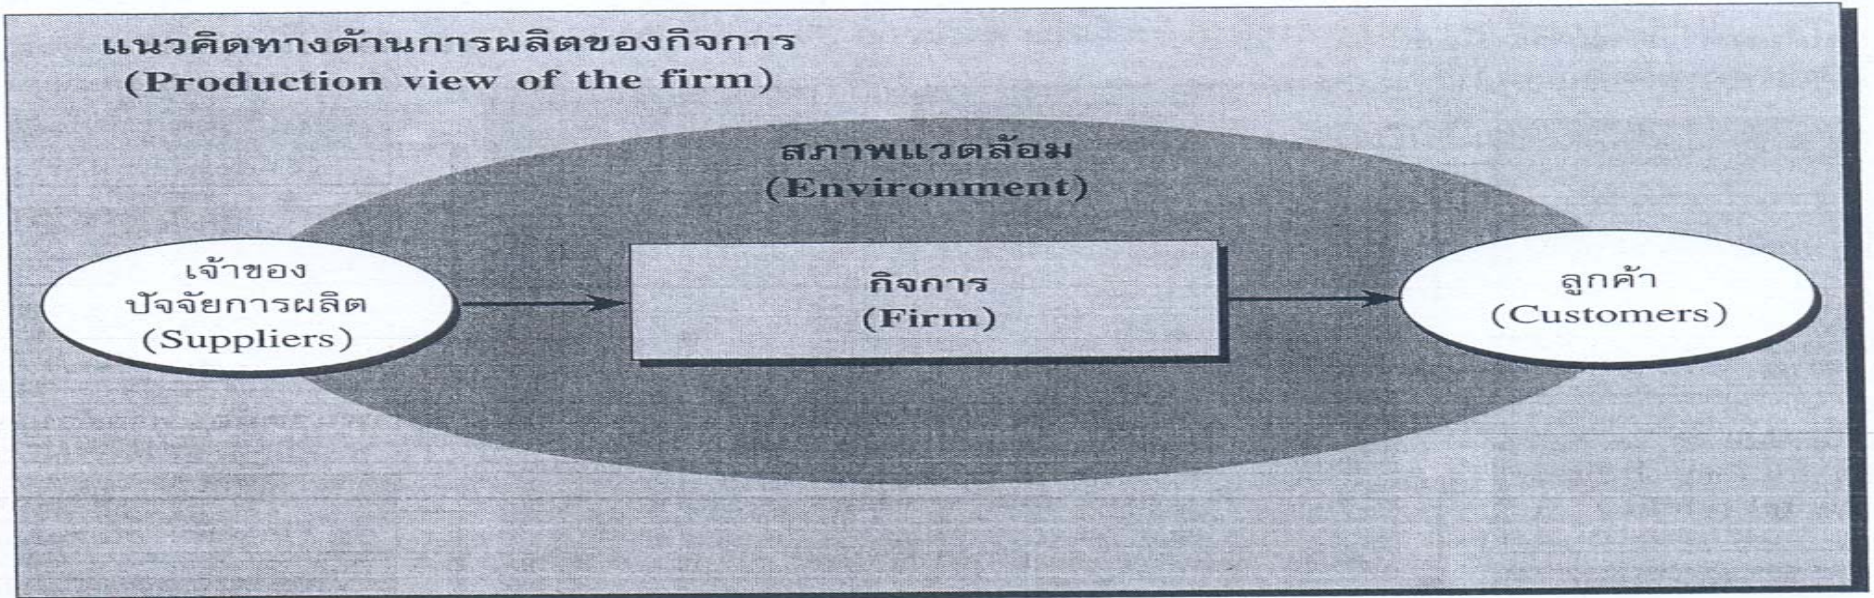 แนวคิดทางด้านการผลิตของกิจการ
(Production view of the firm)
สภาพแวดล้อม
(Environment)
เจ้าของ
ปัจจัยการผลิต
(Suppliers)
กิจการ
(Firm)
ลูกค้า
(Customers)